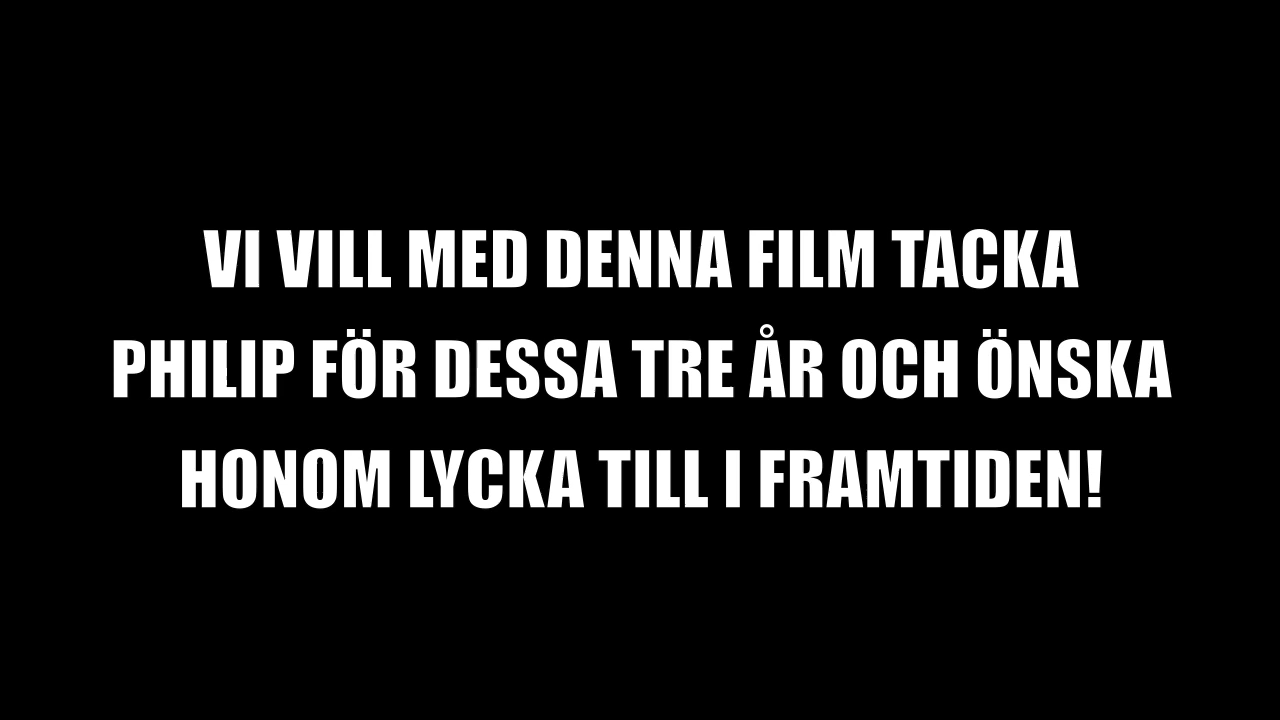 VI VILL MED DENNA FILM TACKA
PHILIP FÖR DESSA TRE ÅR OCH ÖNSKA
HONOM LYCKA TILL I FRAMTIDEN!